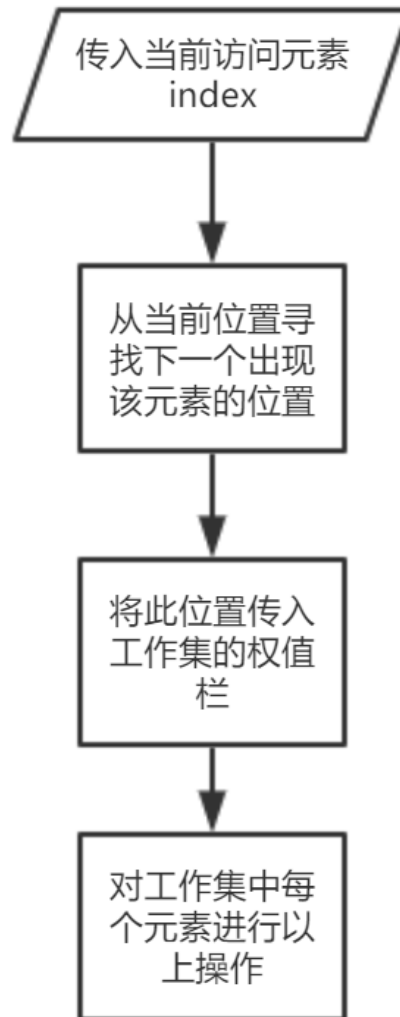 传入当前访问元素
index
从当前位置寻
找下一个出现
该元素的位置
将此位置传入
工作集的权值
栏
对工作集中每
个元素进行以
上操作